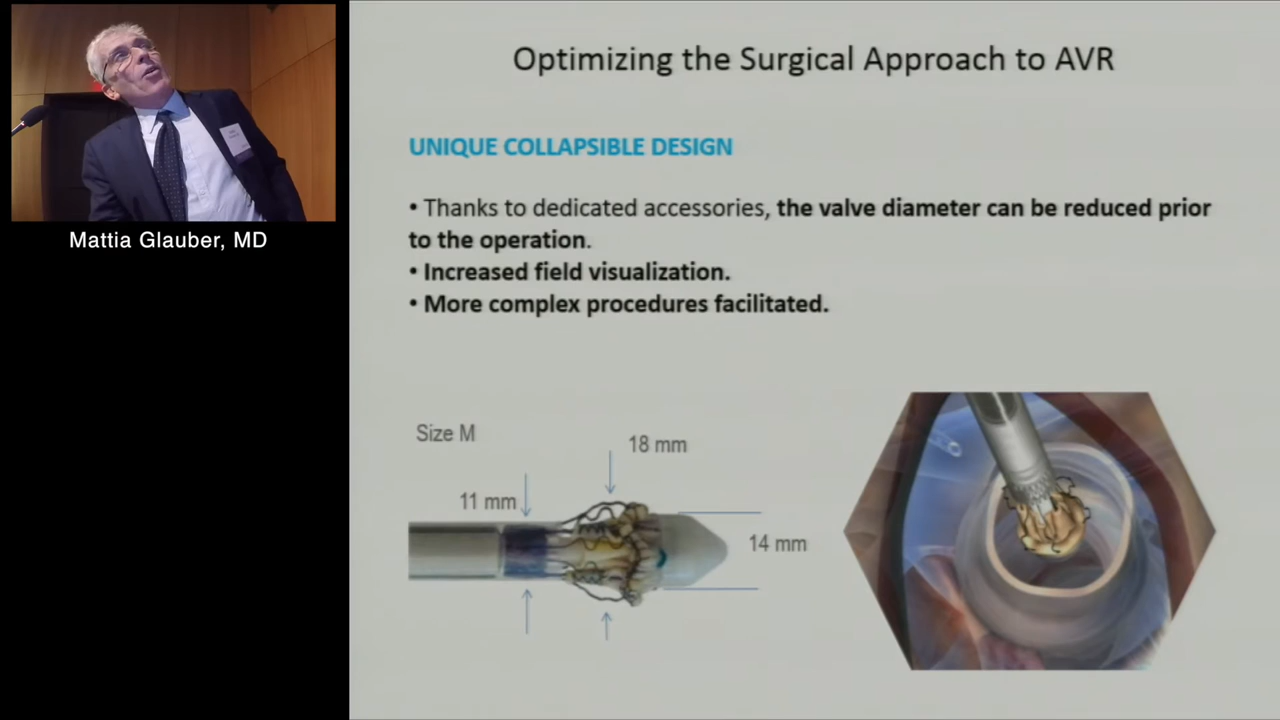 Optimizing the Surgical Approach to AVR
UNIQUE COLLAPSIBLE DESIGN
• Thanks to dedicated accessories, the valve diameter can be reduced prior
to the operation.
• Increased field visualization.
• More complex procedures facilitated.
Mattia Glauber, MD
Size M
18 mm
11 mm
14 mm